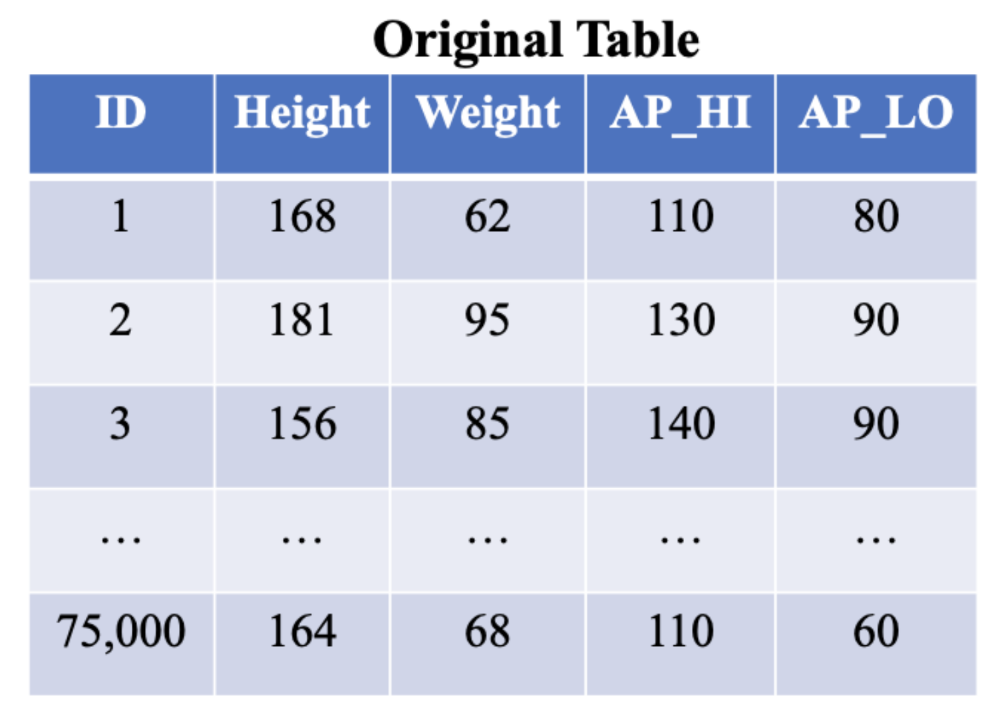 Original Table
ID Height Weight AP_HI AP_LO
1 168 62 110 80
2 181 95 130 90
3 156 85 140 90
… … … … …
75,000 164 68 110 60